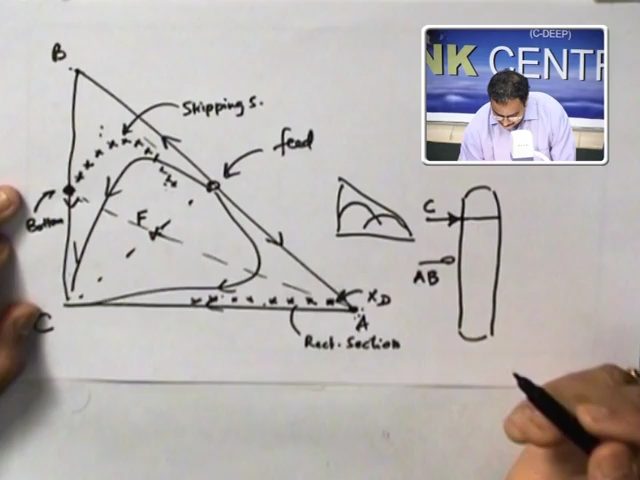 (C-DEEP)
NK CENTR
B
Stripping S.
feed
F
Bottom
C
XD
A
Rect. Section
C
AB